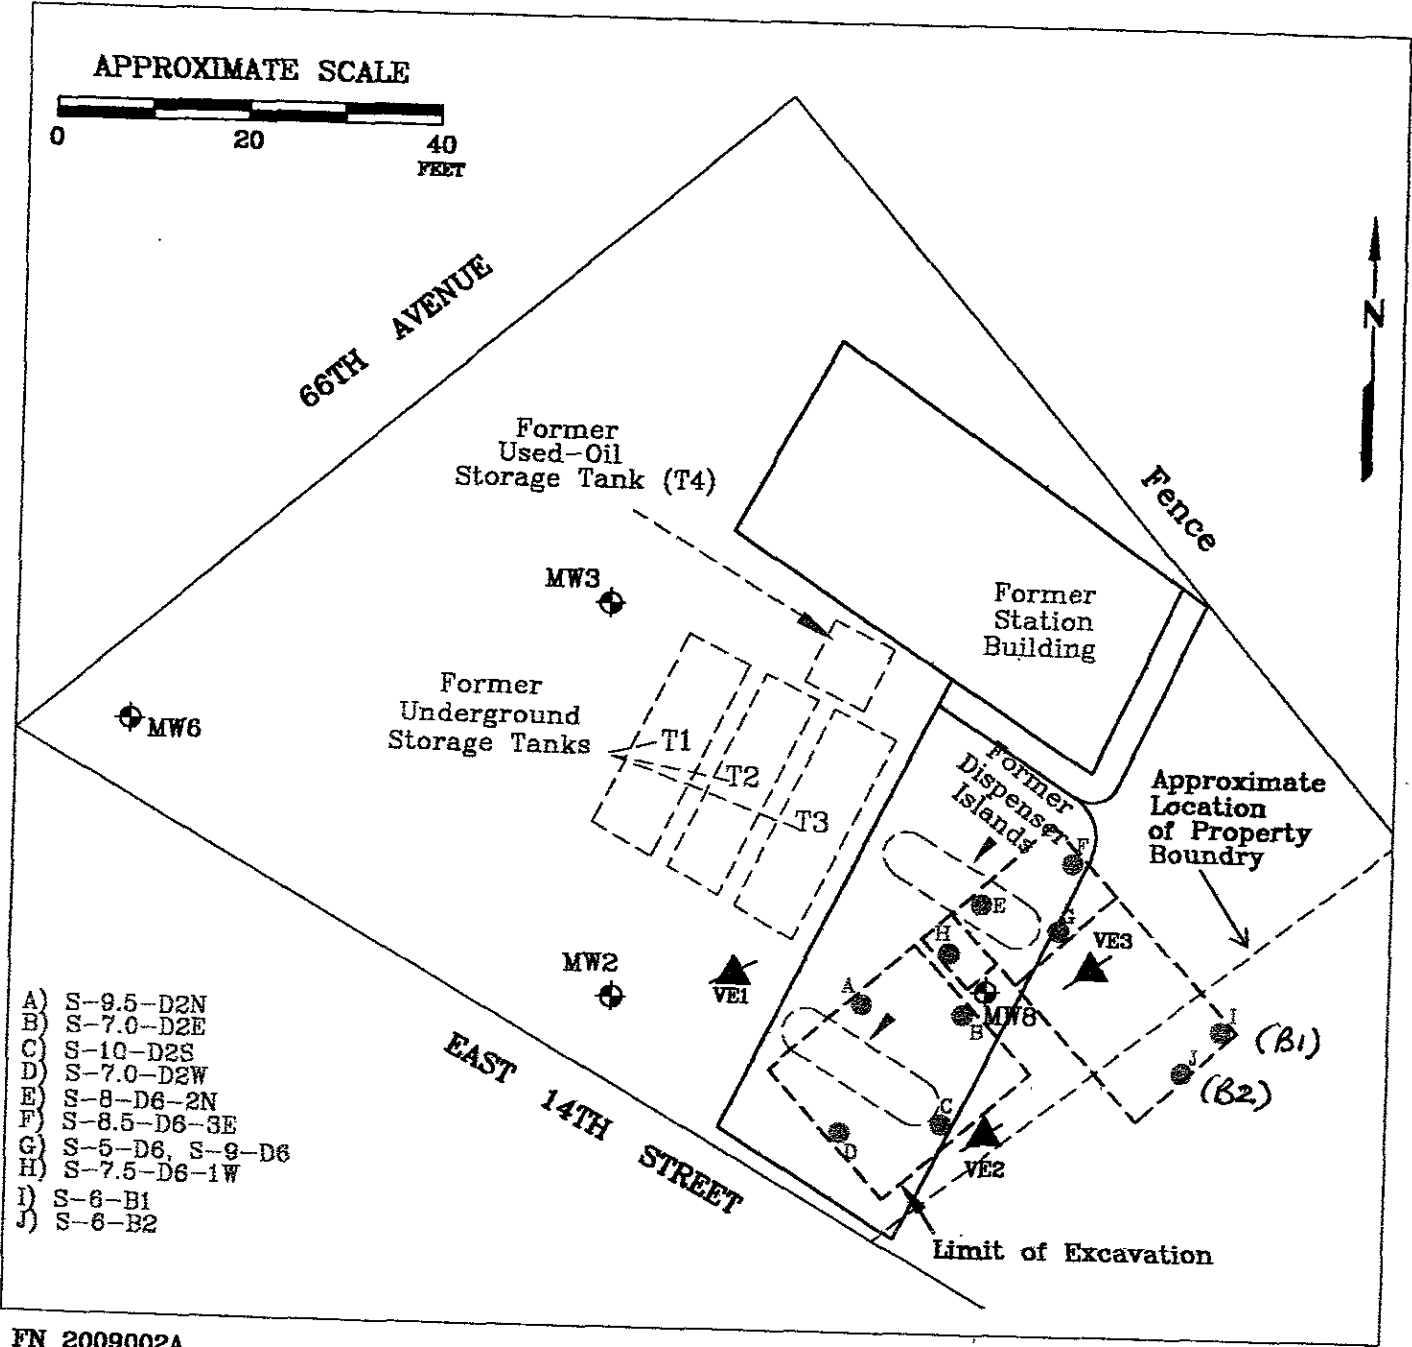 APPROXIMATE SCALE
0 20 40
FEET
66TH AVENUE
N
Former
Used-Oil
Storage Tank (T4)
Fence
MW3
Former
Station
Building
Former
Underground
Storage Tanks
MW6
T1
T2
T3
Former
Dispenser
Islands
Approximate
Location
of Property
Boundry
F
E
G
H
VE3
MW2
VE1
A
B
MW8
I
(B1)
J
(B2)
C
D
VE2
EAST 14TH STREET
Limit of Excavation
A) S-9.5-D2N
B) S-7.0-D2E
C) S-10-D2S
D) S-7.0-D2W
E) S-8-D6-2N
F) S-8.5-D6-3E
G) S-5-D6, S-9-D6
H) S-7.5-D6-1W
I) S-6-B1
J) S-6-B2
FN 2009002A